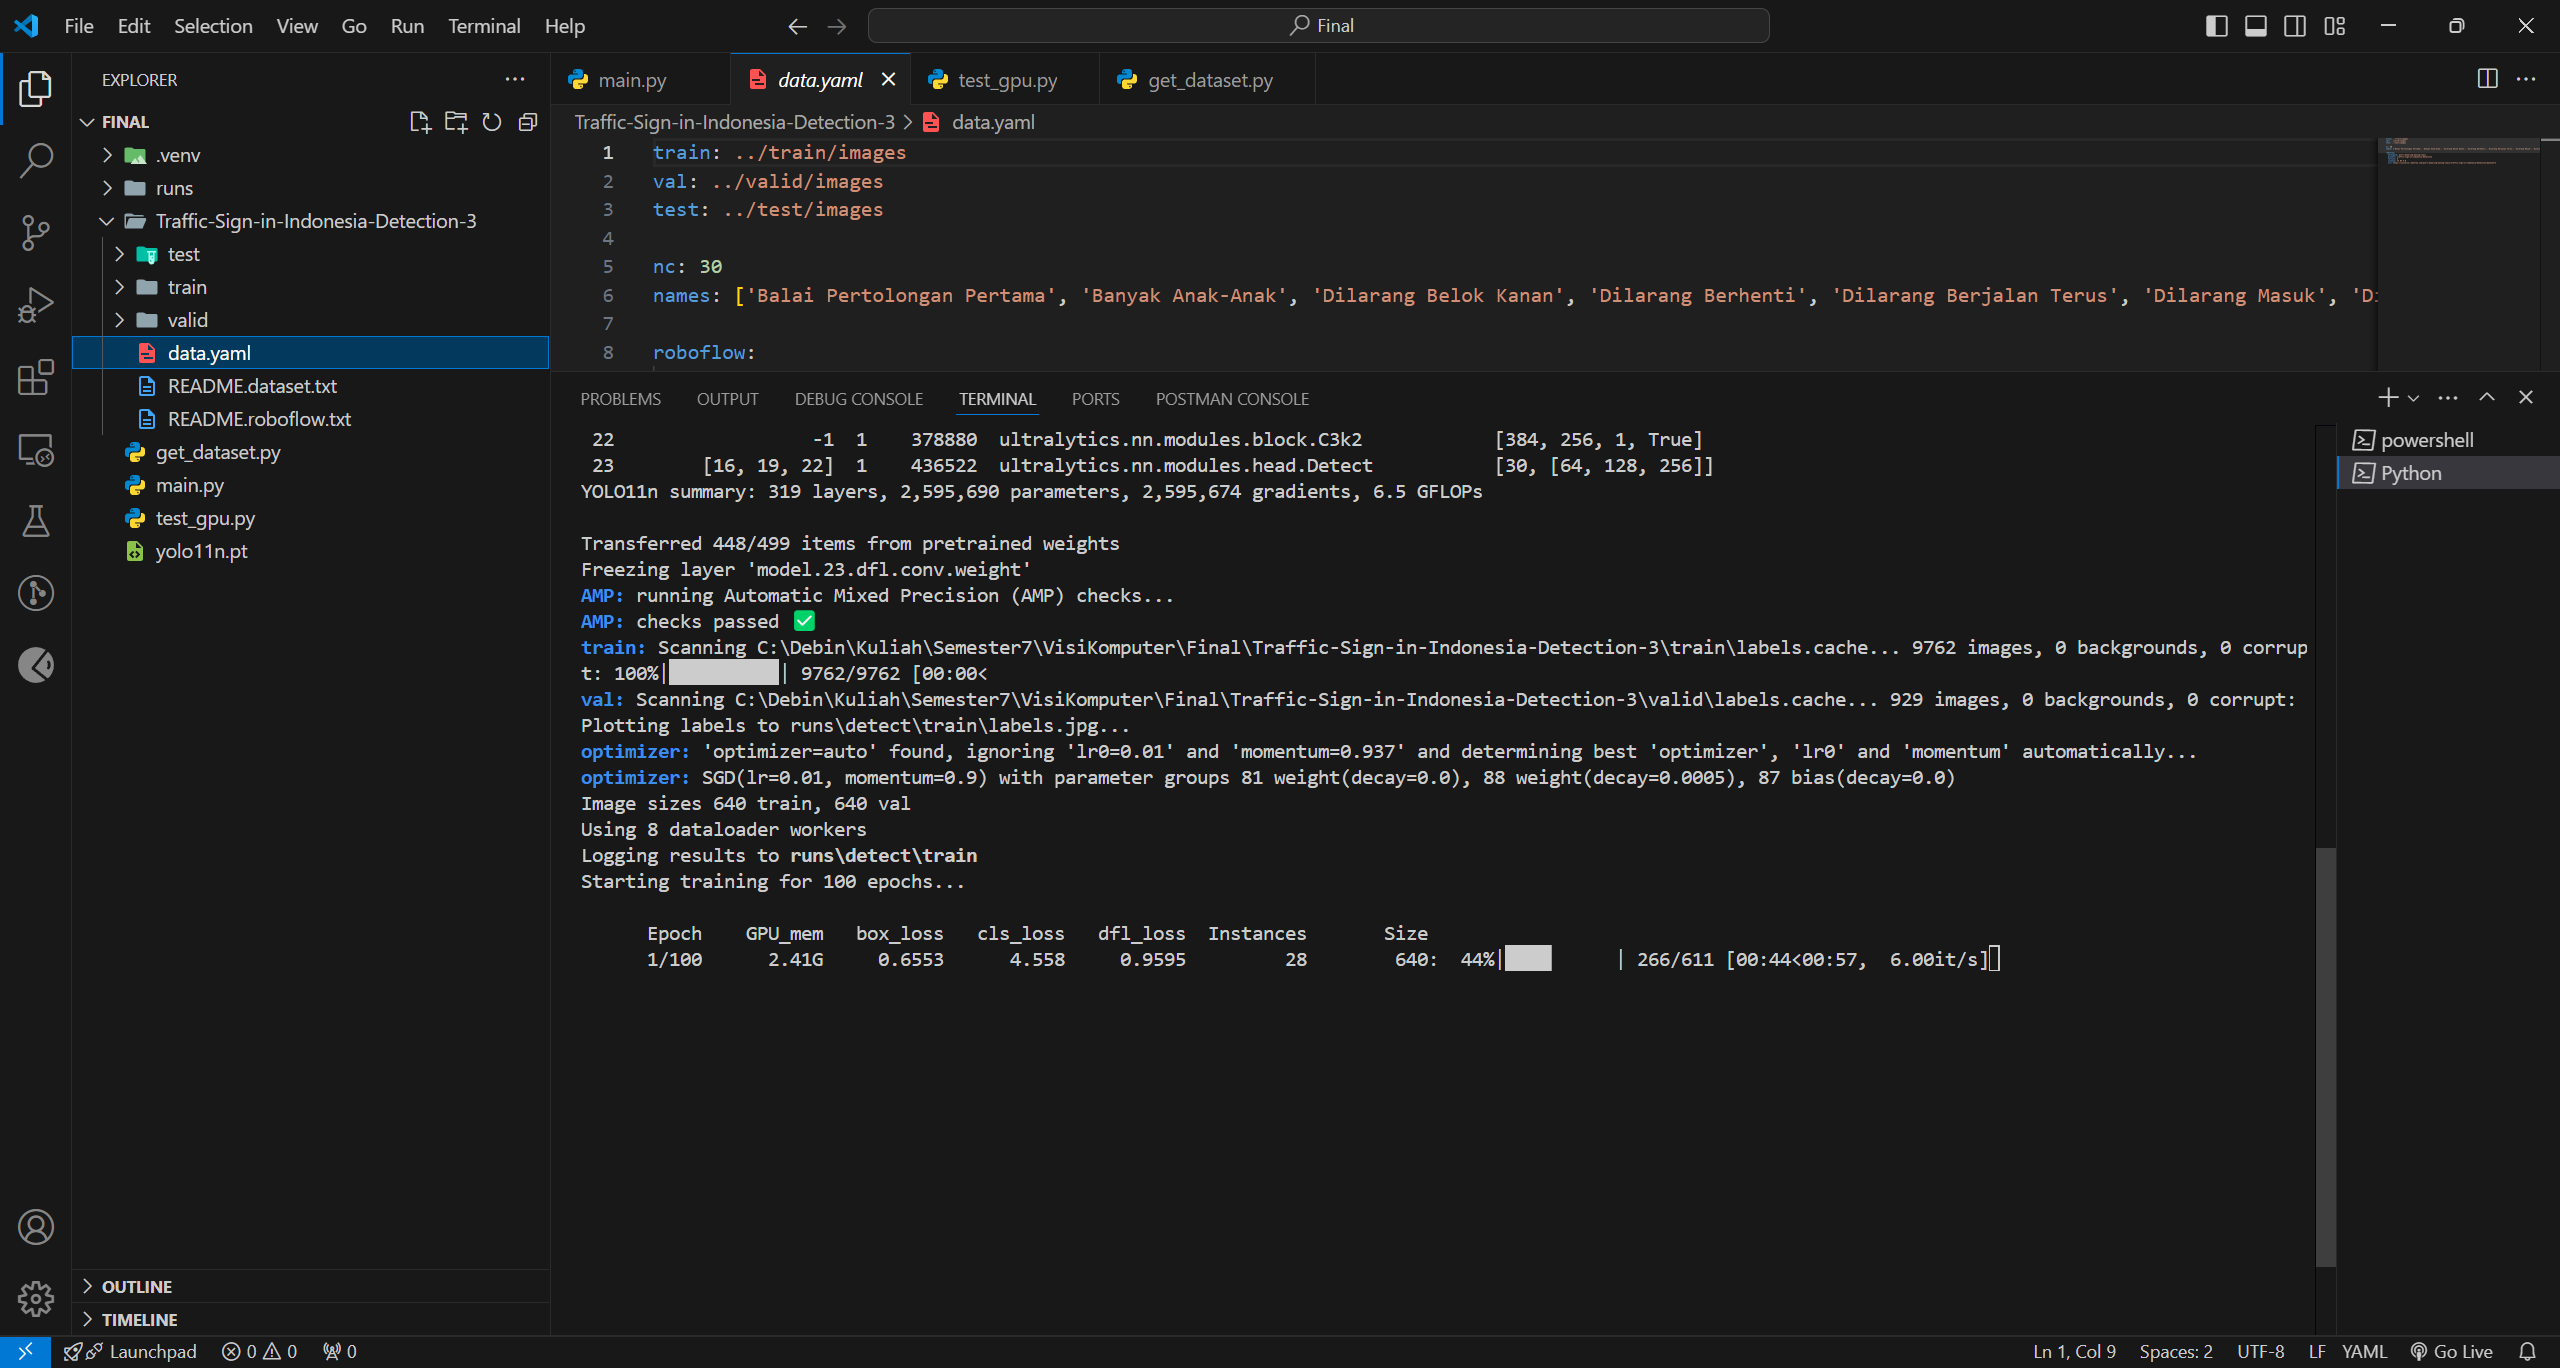 File Edit Selection View Go Run Terminal Help
Final
EXPLORER
FINAL
.venv
runs
Traffic-Sign-in-Indonesia-Detection-3
test
train
valid
data.yaml
README.dataset.txt
README.roboflow.txt
get_dataset.py
main.py
test_gpu.py
yolo11n.pt
OUTLINE
TIMELINE
main.py data.yaml test_gpu.py get_dataset.py
Traffic-Sign-in-Indonesia-Detection-3 > data.yaml
1 train: ../train/images
2 val: ../valid/images
3 test: ../test/images
4
5 nc: 30
6 names: ['Balai Pertolongan Pertama', 'Banyak Anak-Anak', 'Dilarang Belok Kanan', 'Dilarang Berhenti', 'Dilarang Berjalan Terus', 'Dilarang Masuk', 'Di
7
8 roboflow:
PROBLEMS OUTPUT DEBUG CONSOLE TERMINAL PORTS POSTMAN CONSOLE
22 -1 1 378880 ultralytics.nn.modules.block.C3k2 [384, 256, 1, True]
23 [16, 19, 22] 1 436522 ultralytics.nn.modules.head.Detect [30, [64, 128, 256]]
YOLO11n summary: 319 layers, 2,595,690 parameters, 2,595,674 gradients, 6.5 GFLOPs
Transferred 448/499 items from pretrained weights
Freezing layer 'model.23.dfl.conv.weight'
AMP: running Automatic Mixed Precision (AMP) checks...
AMP: checks passed ✅
train: Scanning C:\Debin\Kuliah\Semester7\VisiKomputer\Final\Traffic-Sign-in-Indonesia-Detection-3\train\labels.cache... 9762 images, 0 backgrounds, 0 corrup
t: 100%|██████████| 9762/9762 [00:00<
val: Scanning C:\Debin\Kuliah\Semester7\VisiKomputer\Final\Traffic-Sign-in-Indonesia-Detection-3\valid\labels.cache... 929 images, 0 backgrounds, 0 corrupt:
Plotting labels to runs\detect\train\labels.jpg...
optimizer: 'optimizer=auto' found, ignoring 'lr0=0.01' and 'momentum=0.937' and determining best 'optimizer', 'lr0' and 'momentum' automatically...
optimizer: SGD(lr=0.01, momentum=0.9) with parameter groups 81 weight(decay=0.0), 88 weight(decay=0.0005), 87 bias(decay=0.0)
Image sizes 640 train, 640 val
Using 8 dataloader workers
Logging results to runs\detect\train
Starting training for 100 epochs...
Epoch GPU_mem box_loss cls_loss dfl_loss Instances Size
1/100 2.41G 0.6553 4.558 0.9595 28 640: 44%|████ | 266/611 [00:44<00:57, 6.00it/s]
powershell
Python
Launchpad 0 0 0 Ln 1, Col 9 Spaces: 2 UTF-8 LF YAML Go Live